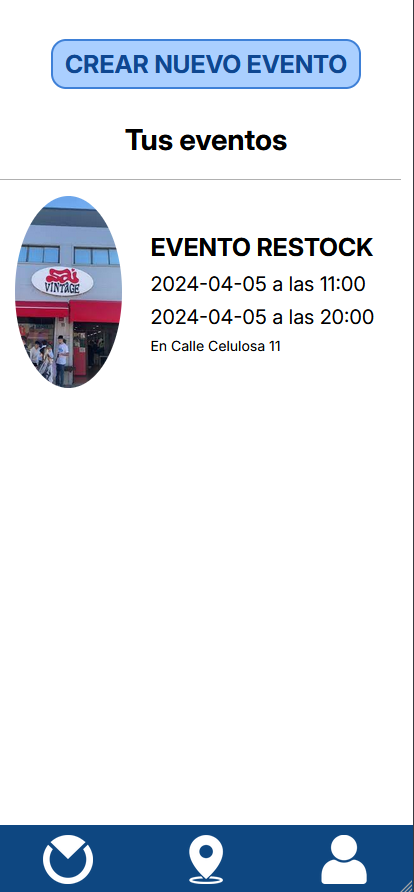 CREAR NUEVO EVENTO
Tus eventos
Sai
VINTAGE
EVENTO RESTOCK
2024-04-05 a las 11:00
2024-04-05 a las 20:00
En Calle Celulosa 11